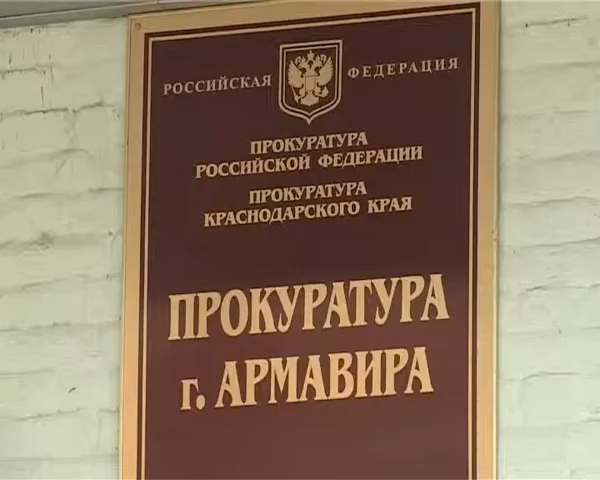 РОССИЙСКАЯ ФЕДЕРАЦИЯ
ПРОКУРАТУРА
РОССИЙСКОЙ ФЕДЕРАЦИИ
ПРОКУРАТУРА
КРАСНОДАРСКОГО КРАЯ
ПРОКУРАТУРА
г. АРМАВИРА